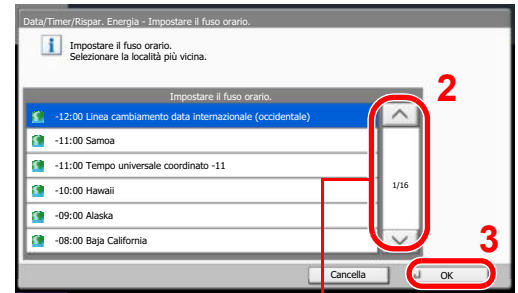 Data/Timer/Rispar. Energia - Impostare il fuso orario.
Impostare il fuso orario.
Selezionare la località più vicina.
2
Impostare il fuso orario.
-12:00 Linea cambiamento data internazionale (occidentale)
-11:00 Samoa
-11:00 Tempo universale coordinato -11
1/16
-10:00 Hawaii
-09:00 Alaska
-08:00 Baja California
3
Cancella
OK